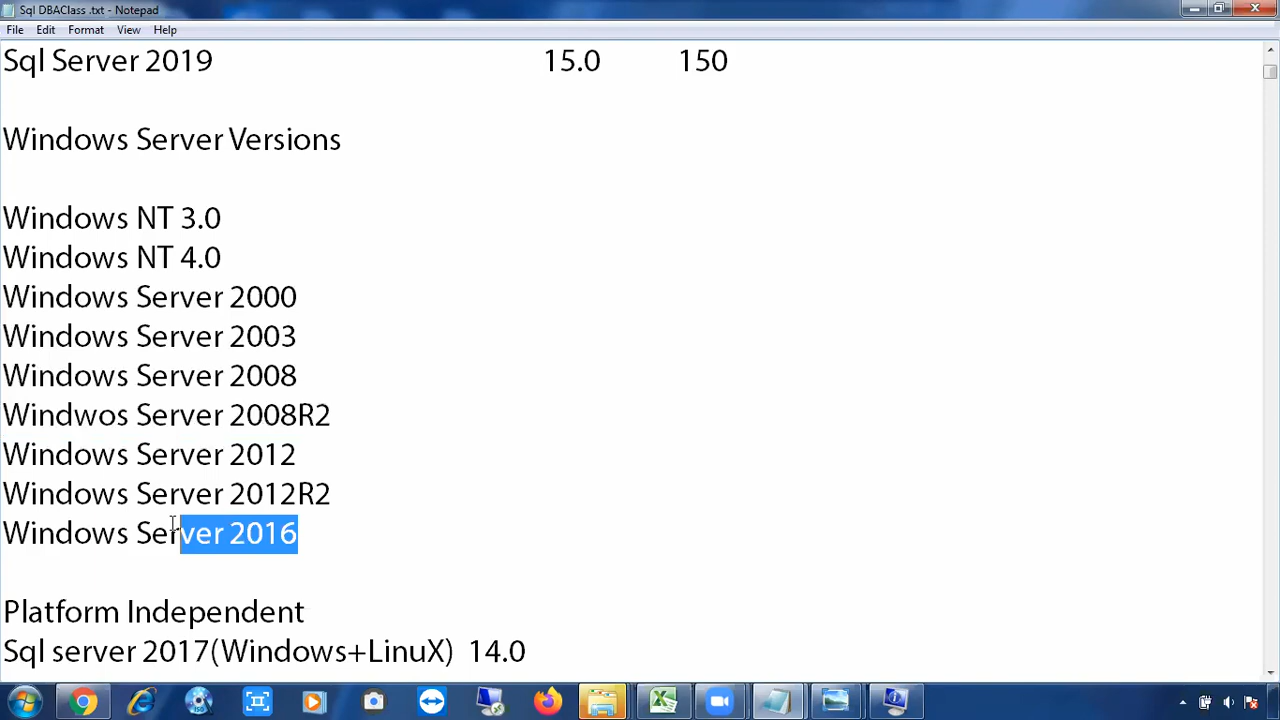 Sql DBAClass .txt - Notepad
File Edit Format View Help
Sql Server 2019 15.0 150
Windows Server Versions
Windows NT 3.0
Windows NT 4.0
Windows Server 2000
Windows Server 2003
Windows Server 2008
Windwos Server 2008R2
Windows Server 2012
Windows Server 2012R2
Windows Server 2016
Platform Independent
Sql server 2017(Windows+LinuX) 14.0